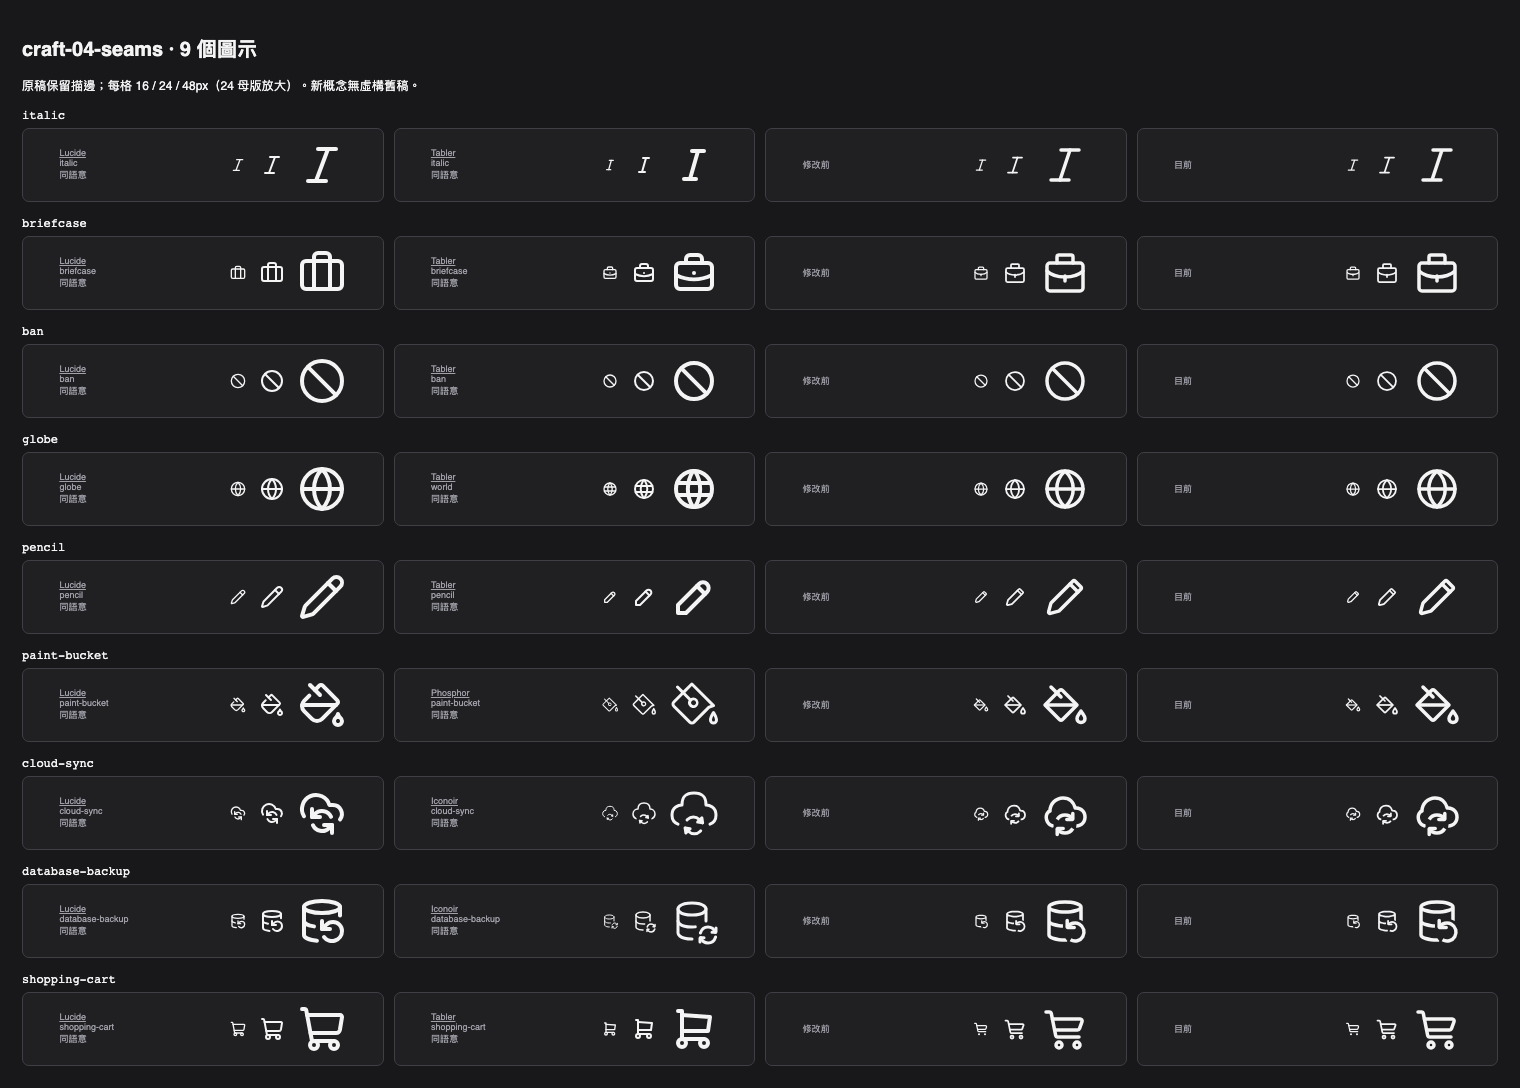 craft-04-seams · 9 個圖示
原稿保留描邊；每格 16 / 24 / 48px（24 母版放大）。新概念無虛構舊稿。
italic
Lucide
italic
同語意
Tabler
italic
同語意
修改前
目前
briefcase
Lucide
briefcase
同語意
Tabler
briefcase
同語意
修改前
目前
ban
Lucide
ban
同語意
Tabler
ban
同語意
修改前
目前
globe
Lucide
globe
同語意
Tabler
world
同語意
修改前
目前
pencil
Lucide
pencil
同語意
Tabler
pencil
同語意
修改前
目前
paint-bucket
Lucide
paint-bucket
同語意
Phosphor
paint-bucket
同語意
修改前
目前
cloud-sync
Lucide
cloud-sync
同語意
Iconoir
cloud-sync
同語意
修改前
目前
database-backup
Lucide
database-backup
同語意
Iconoir
database-backup
同語意
修改前
目前
shopping-cart
Lucide
shopping-cart
同語意
Tabler
shopping-cart
同語意
修改前
目前